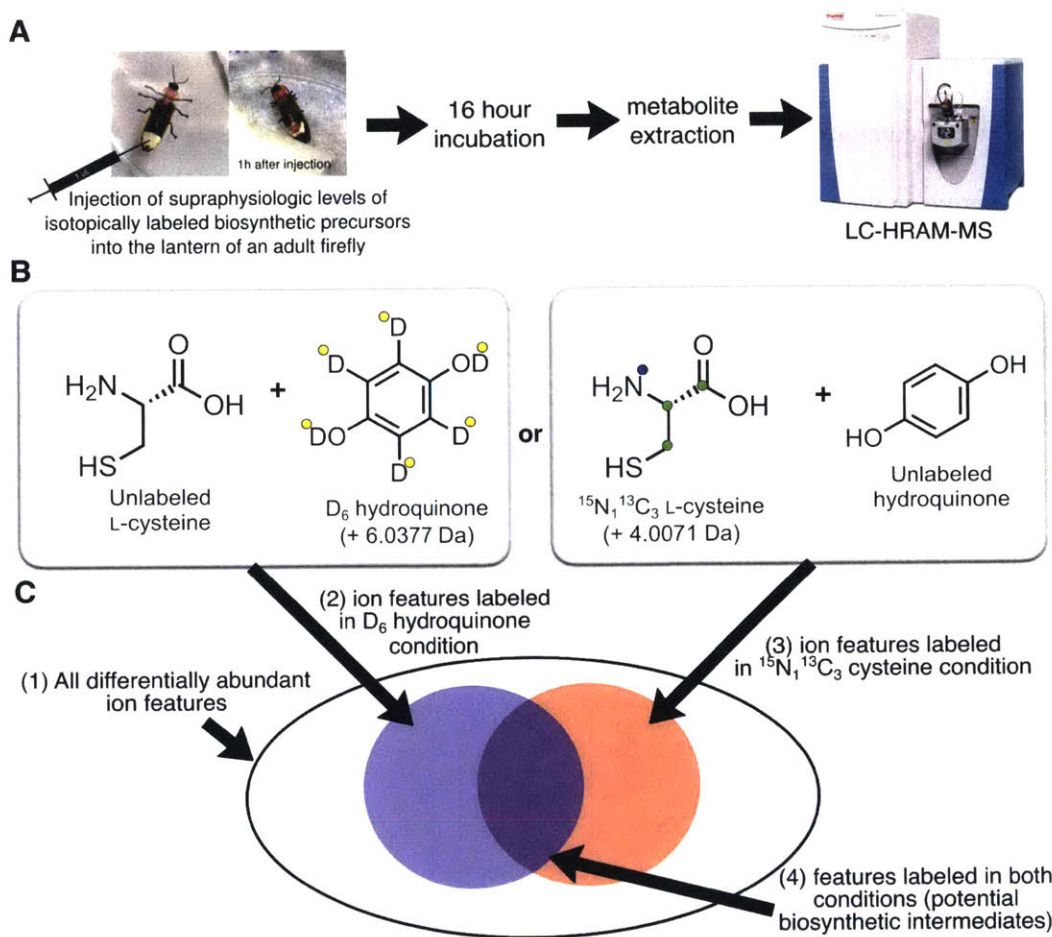 A
1 uL
1h after injection
Injection of supraphysiologic levels of
isotopically labeled biosynthetic precursors
into the lantern of an adult firefly
16 hour
incubation
metabolite
extraction
LC-HRAM-MS
B
H₂N
O
OH
HS
Unlabeled
L-cysteine
+
D
D
OD
DO
D
D
D₆ hydroquinone
(+ 6.0377 Da)
or
H₂N
O
OH
HS
¹⁵N₁¹³C₃ L-cysteine
(+ 4.0071 Da)
+
OH
HO
Unlabeled
hydroquinone
C
(1) All differentially abundant
ion features
(2) ion features labeled
in D₆ hydroquinone
condition
(3) ion features labeled
in ¹⁵N₁¹³C₃ cysteine condition
(4) features labeled in both
conditions (potential
biosynthetic intermediates)